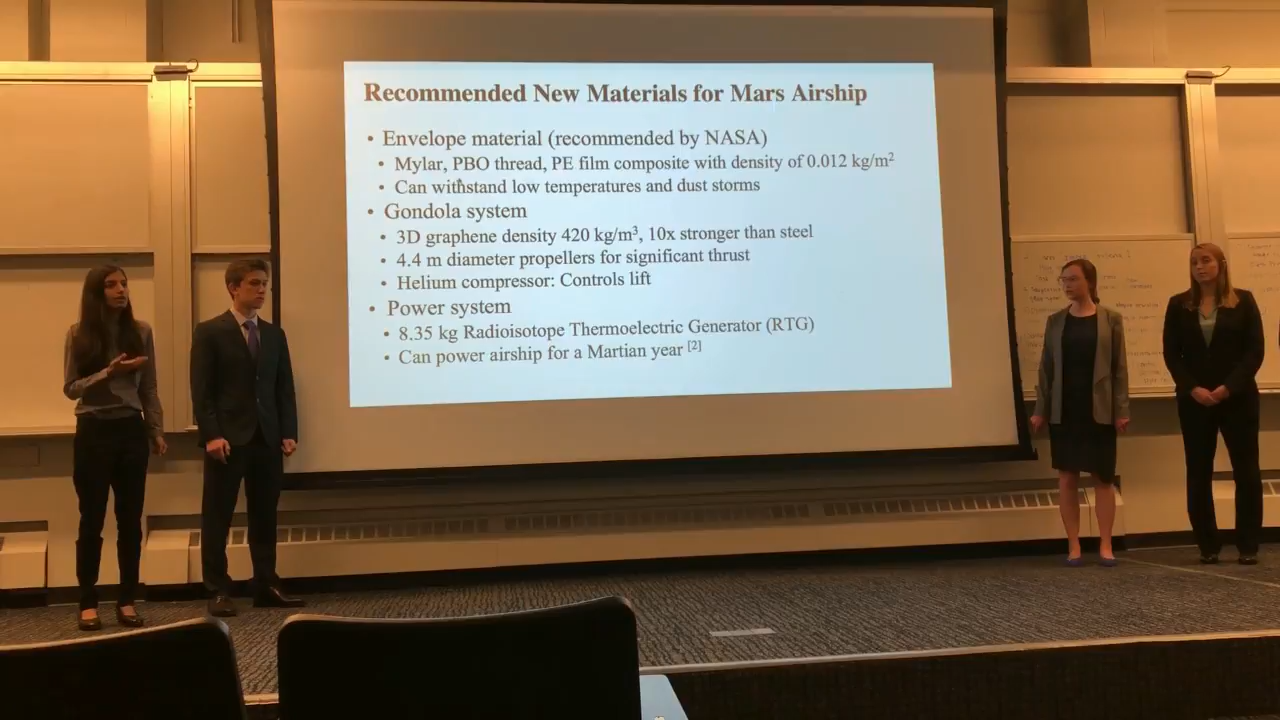 Recommended New Materials for Mars Airship
• Envelope material (recommended by NASA)
• Mylar, PBO thread, PE film composite with density of 0.012 kg/m²
• Can withstand low temperatures and dust storms
• Gondola system
• 3D graphene density 420 kg/m³, 10x stronger than steel
• 4.4 m diameter propellers for significant thrust
• Helium compressor: Controls lift
• Power system
• 8.35 kg Radioisotope Thermoelectric Generator (RTG)
• Can power airship for a Martian year [2]